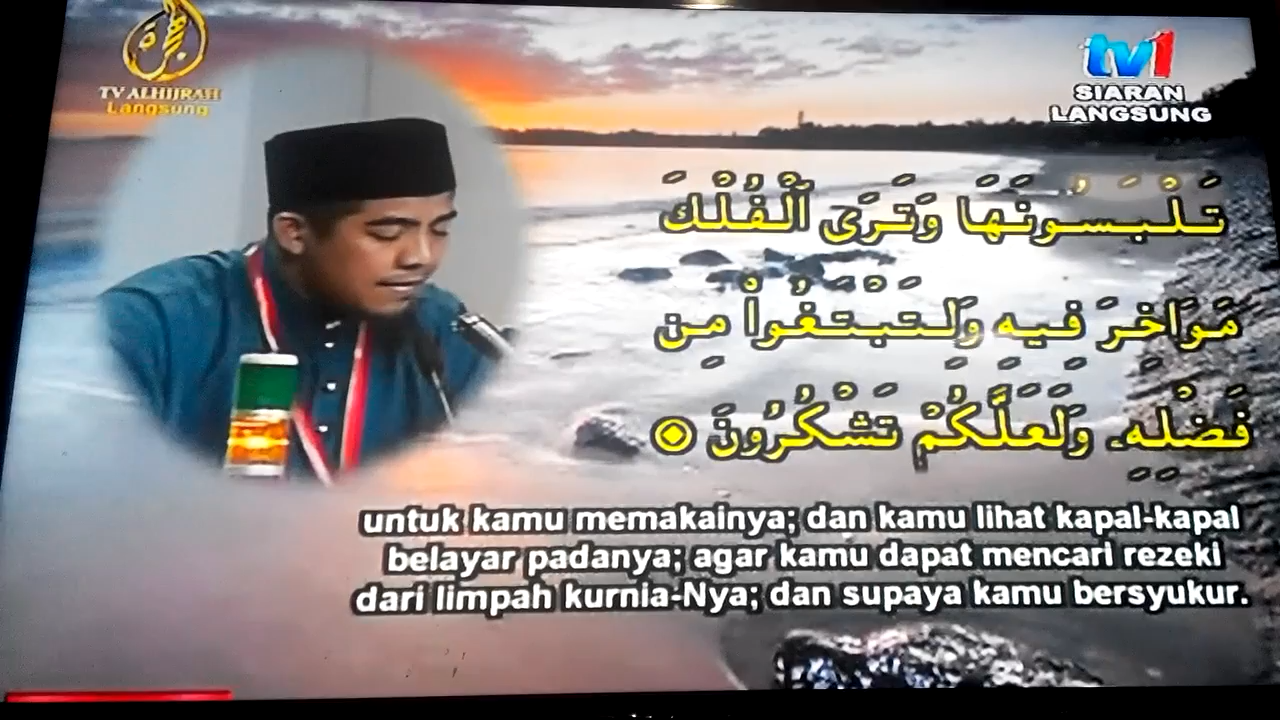 هجرة
TV ALHIJRAH
Langsung
tv1
SIARAN
LANGSUNG
تَلْبَسُونَهَا وَتَرَى ٱلْفُلْكَ
مَوَاخِرَ فِيهِ وَلِتَبْتَغُوا۟ مِن
فَضْلِهِۦ وَلَعَلَّكُمْ تَشْكُرُونَ
untuk kamu memakainya; dan kamu lihat kapal-kapal
belayar padanya; agar kamu dapat mencari rezeki
dari limpah kurnia-Nya; dan supaya kamu bersyukur.